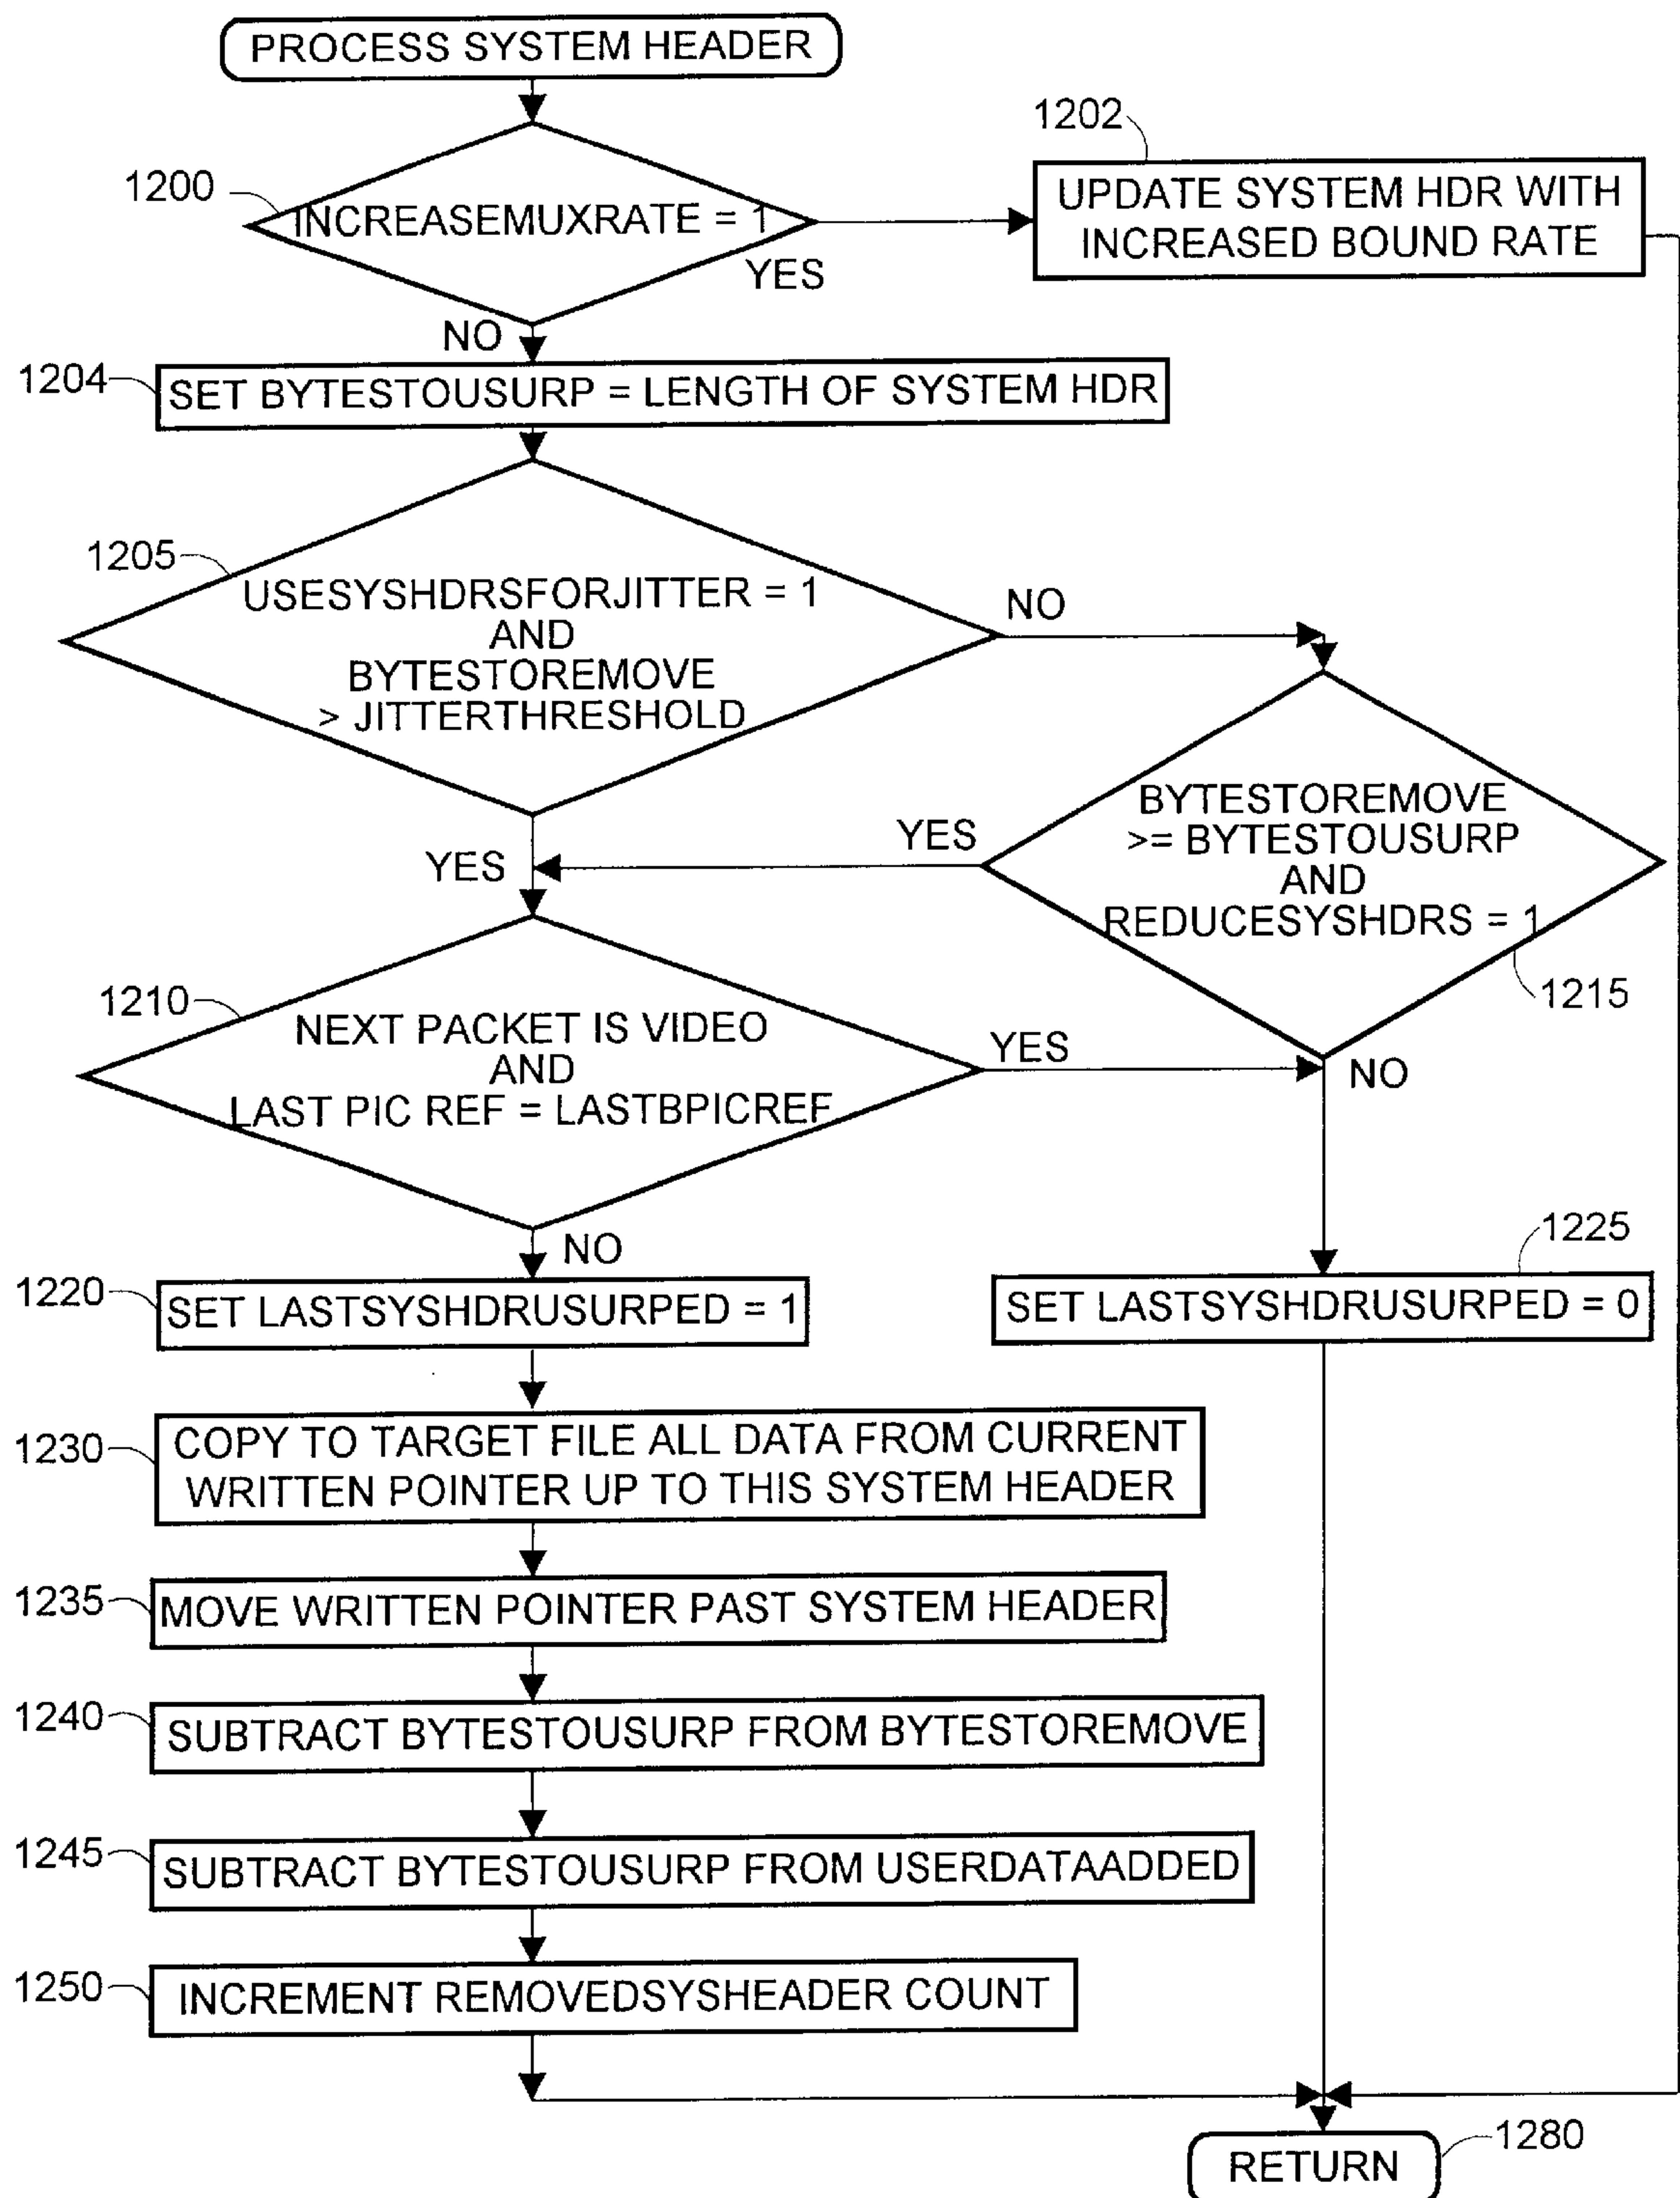 PROCESS SYSTEM HEADER
1200
INCREASEMUXRATE = 1
YES
1202
UPDATE SYSTEM HDR WITH
INCREASED BOUND RATE
NO
1204
SET BYTESTOUSURP = LENGTH OF SYSTEM HDR
1205
USESYSHDRSFORJITTER = 1
AND
BYTESTOREMOVE
> JITTERTHRESHOLD
NO
YES
BYTESTOREMOVE
>= BYTESTOUSURP
AND
REDUCESYSHDRS = 1
1215
YES
NO
1210
NEXT PACKET IS VIDEO
AND
LAST PIC REF = LASTBPICREF
YES
NO
1220
SET LASTSYSHDRUSURPED = 1
1225
SET LASTSYSHDRUSURPED = 0
1230
COPY TO TARGET FILE ALL DATA FROM CURRENT
WRITTEN POINTER UP TO THIS SYSTEM HEADER
1235
MOVE WRITTEN POINTER PAST SYSTEM HEADER
1240
SUBTRACT BYTESTOUSURP FROM BYTESTOREMOVE
1245
SUBTRACT BYTESTOUSURP FROM USERDATAADDED
1250
INCREMENT REMOVEDSYSHEADER COUNT
1280
RETURN